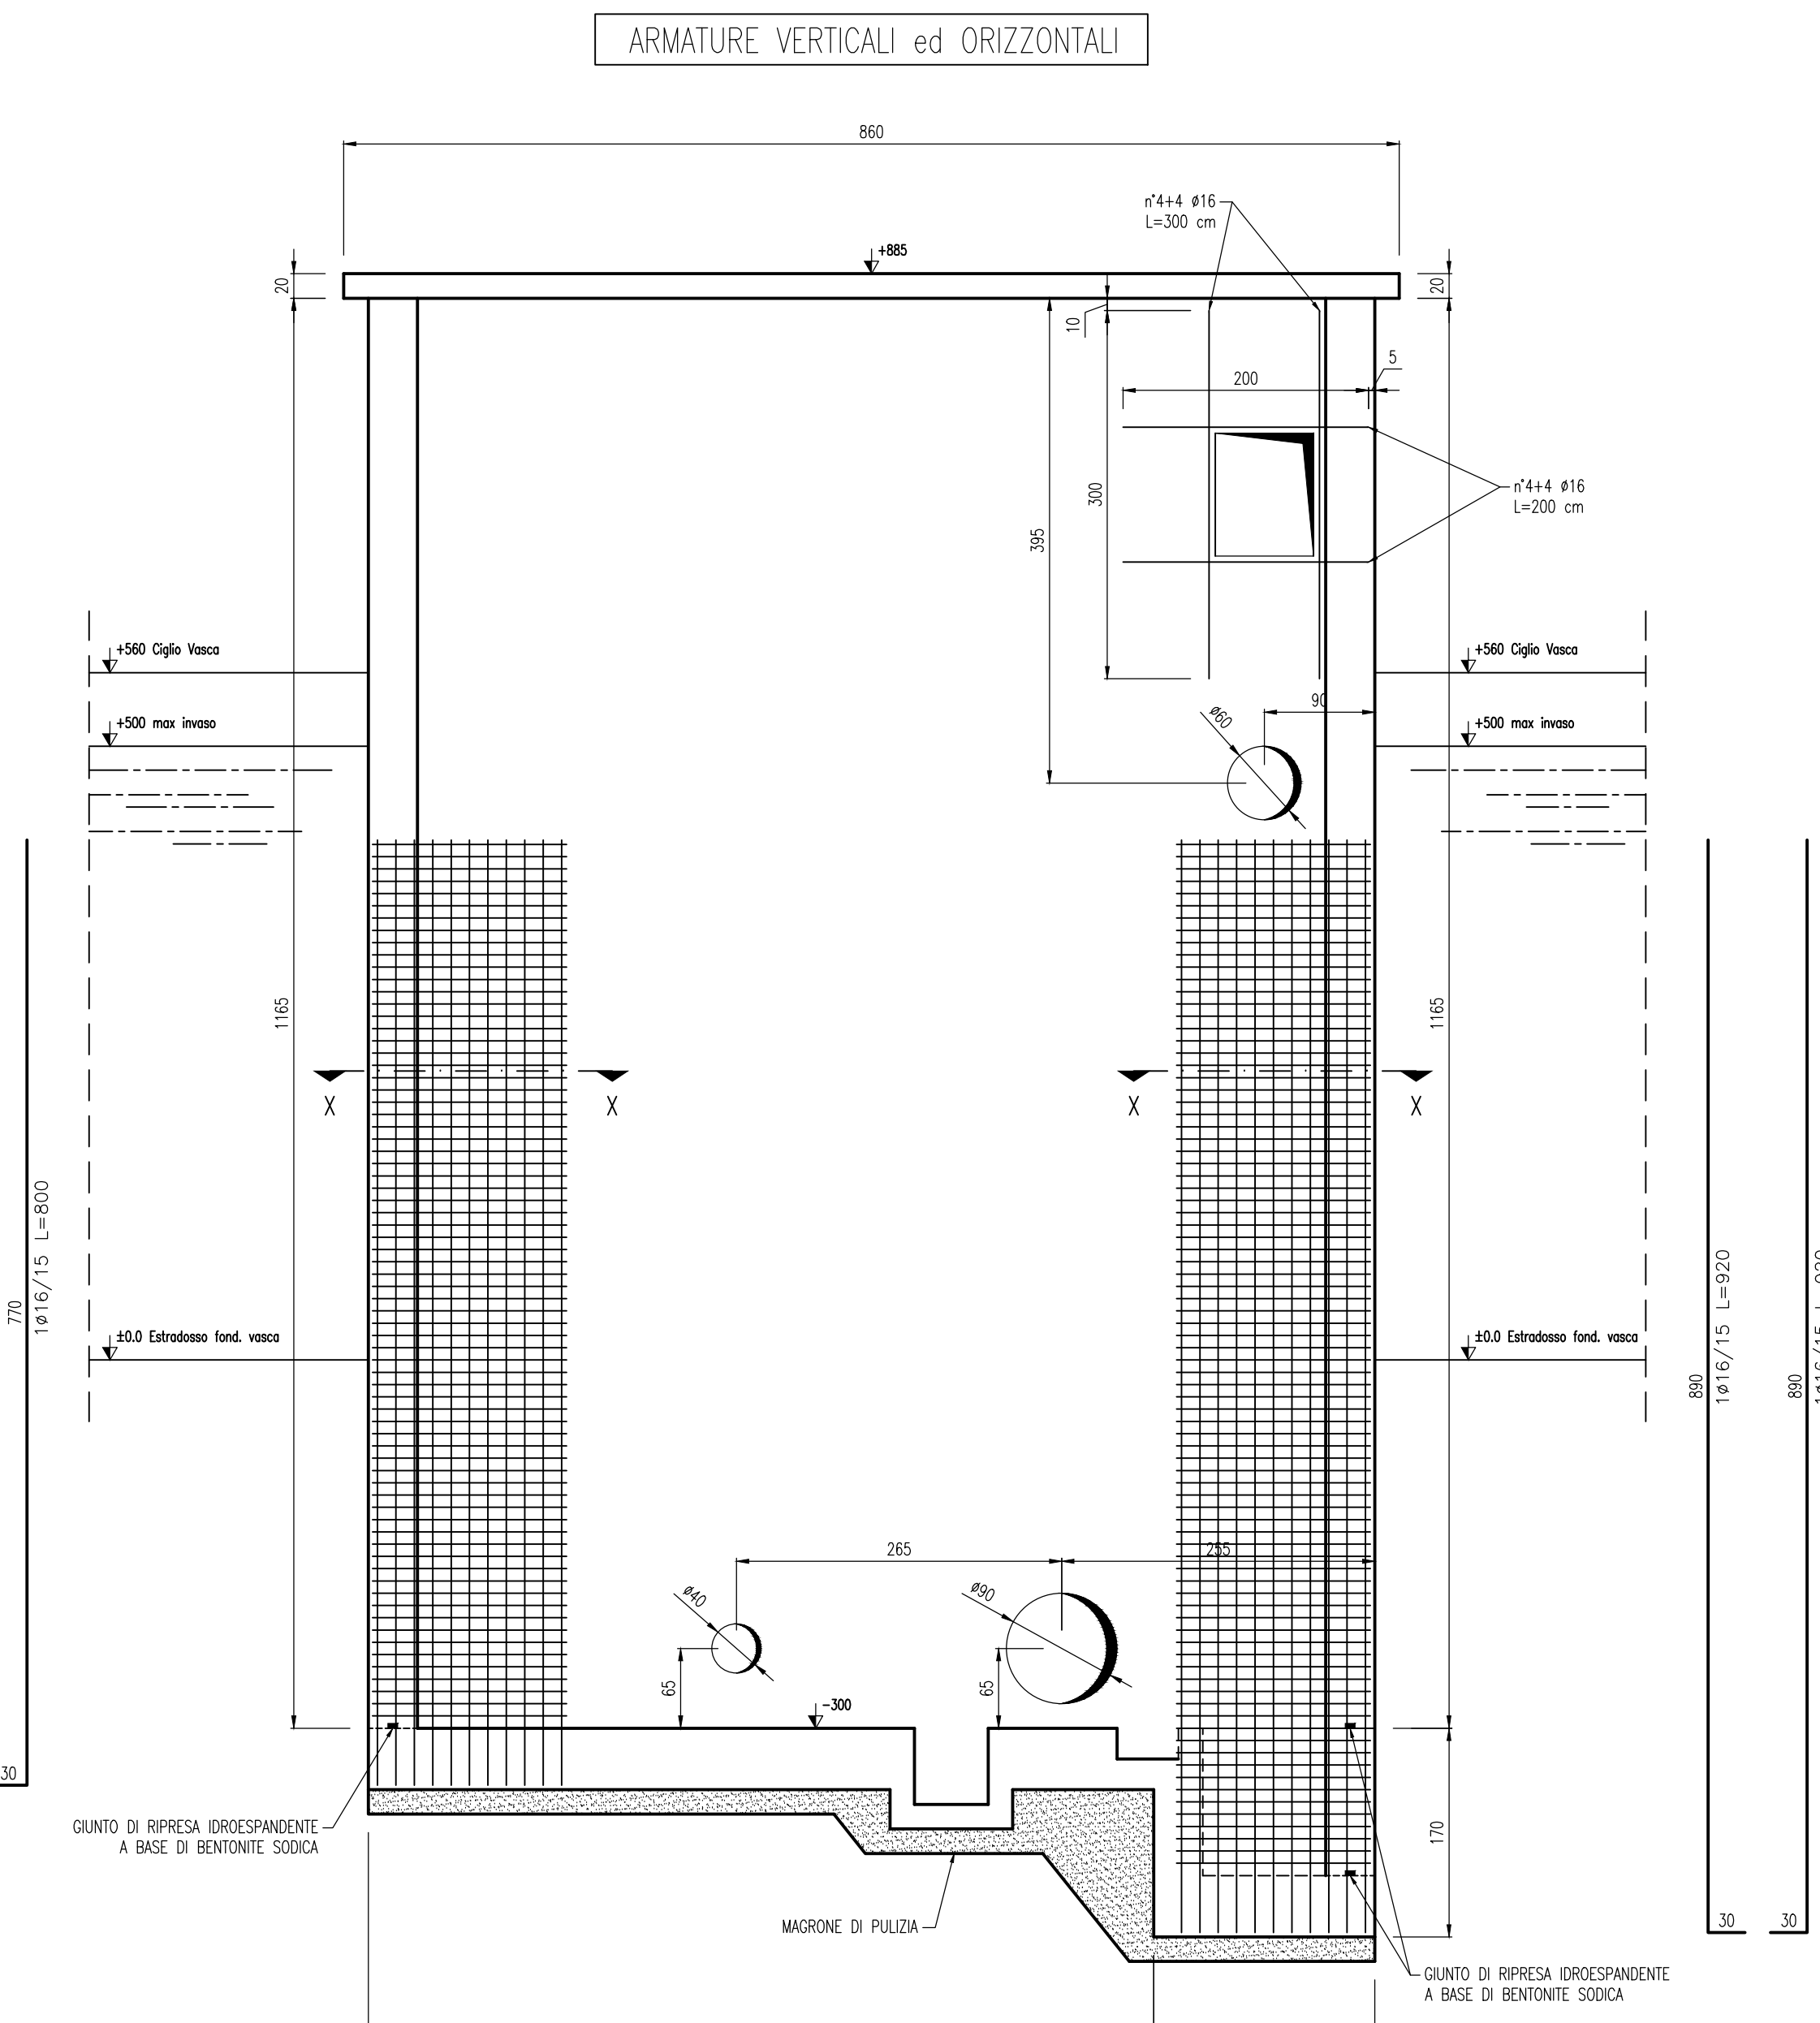 ARMATURE VERTICALI ed ORIZZONTALI
860
n°4+4 ø16
L=300 cm
+885
20
20
10
5
200
300
395
n°4+4 ø16
L=200 cm
+560 Ciglio Vasca
+560 Ciglio Vasca
90
+500 max invaso
+500 max invaso
ø60
1165
1165
X
X
X
X
770
1ø16/15 L=800
±0.0 Estradosso fond. vasca
±0.0 Estradosso fond. vasca
890
1ø16/15 L=920
890
265
255
ø40
ø90
65
65
-300
30
170
GIUNTO DI RIPRESA IDROESPANDENTE
A BASE DI BENTONITE SODICA
MAGRONE DI PULIZIA
30
30
GIUNTO DI RIPRESA IDROESPANDENTE
A BASE DI BENTONITE SODICA